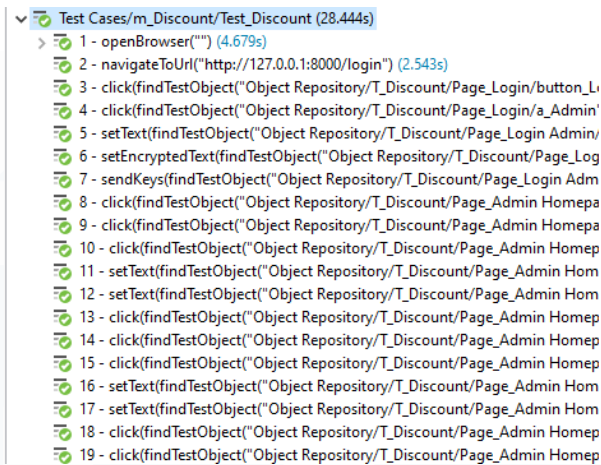 Test Cases/m_Discount/Test_Discount (28.444s)
1 - openBrowser("") (4.679s)
2 - navigateToUrl("http://127.0.0.1:8000/login") (2.543s)
3 - click(findTestObject("Object Repository/T_Discount/Page_Login/button_L
4 - click(findTestObject("Object Repository/T_Discount/Page_Login/a_Admin"
5 - setText(findTestObject("Object Repository/T_Discount/Page_Login Admin/
6 - setEncryptedText(findTestObject("Object Repository/T_Discount/Page_Log
7 - sendKeys(findTestObject("Object Repository/T_Discount/Page_Login Adm
8 - click(findTestObject("Object Repository/T_Discount/Page_Admin Homepa
9 - click(findTestObject("Object Repository/T_Discount/Page_Admin Homepa
10 - click(findTestObject("Object Repository/T_Discount/Page_Admin Homep
11 - setText(findTestObject("Object Repository/T_Discount/Page_Admin Hom
12 - setText(findTestObject("Object Repository/T_Discount/Page_Admin Hom
13 - click(findTestObject("Object Repository/T_Discount/Page_Admin Homep
14 - click(findTestObject("Object Repository/T_Discount/Page_Admin Homep
15 - click(findTestObject("Object Repository/T_Discount/Page_Admin Homep
16 - setText(findTestObject("Object Repository/T_Discount/Page_Admin Hom
17 - setText(findTestObject("Object Repository/T_Discount/Page_Admin Hom
18 - click(findTestObject("Object Repository/T_Discount/Page_Admin Homep
19 - click(findTestObject("Object Repository/T_Discount/Page_Admin Homep